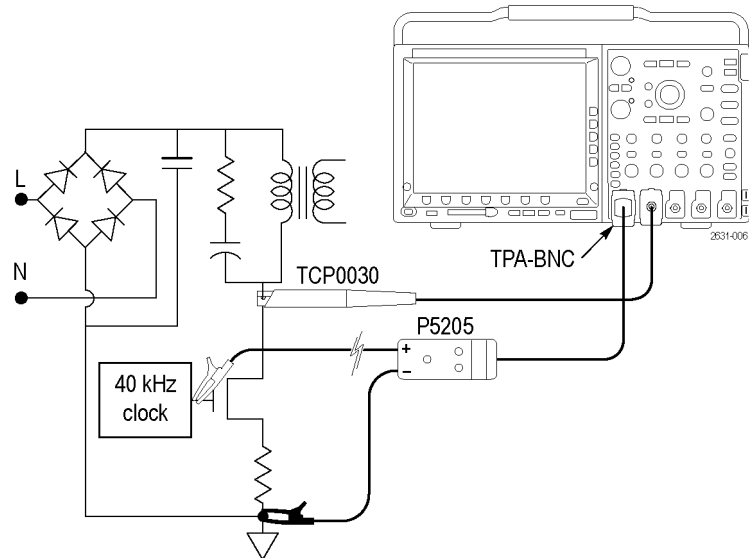 L
N
TCP0030
TPA-BNC
2631-006
P5205
+
–
40 kHz
clock